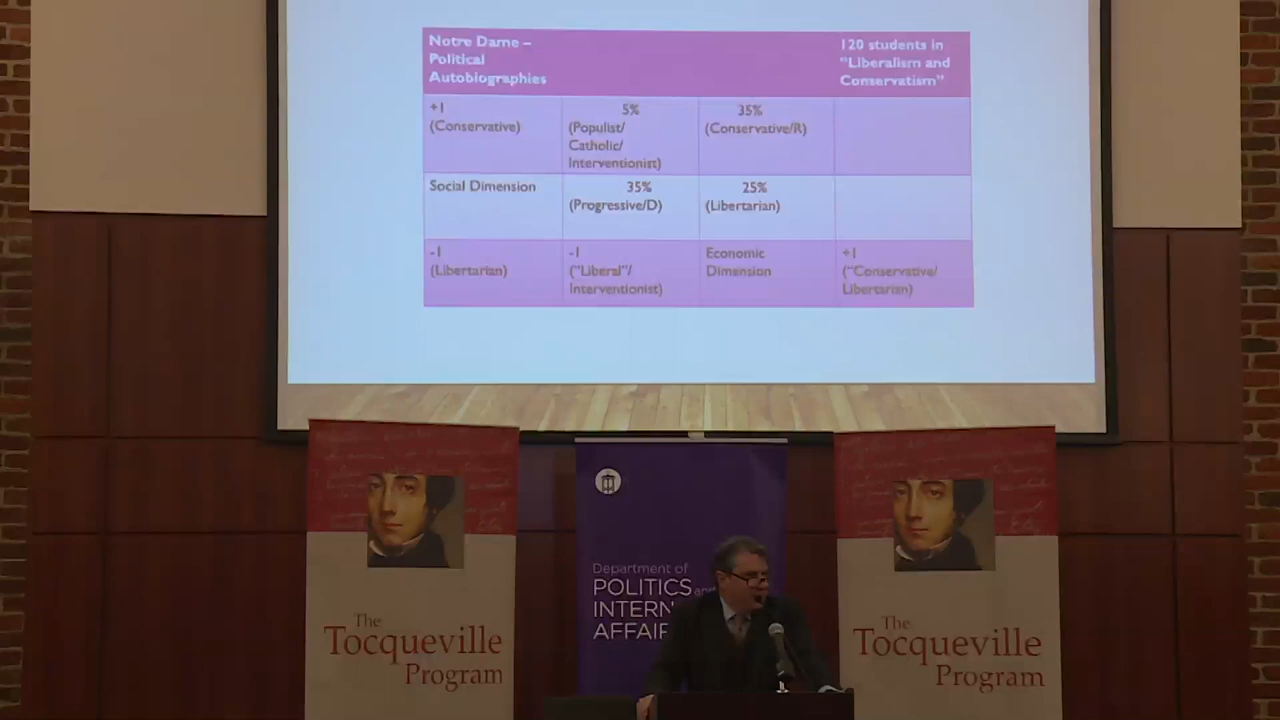 Notre Dame –
Political
Autobiographies
120 students in
"Liberalism and
Conservatism"
+1
(Conservative)
5%
(Populist/
Catholic/
Interventionist)
35%
(Conservative/R)
Social Dimension
35%
(Progressive/D)
25%
(Libertarian)
-1
(Libertarian)
-1
("Liberal"/
Interventionist)
Economic
Dimension
+1
("Conservative/
Libertarian)
The
Tocqueville
Program
Department of
POLITICS and
INTERN
AFFAI
The
Tocqueville
Program